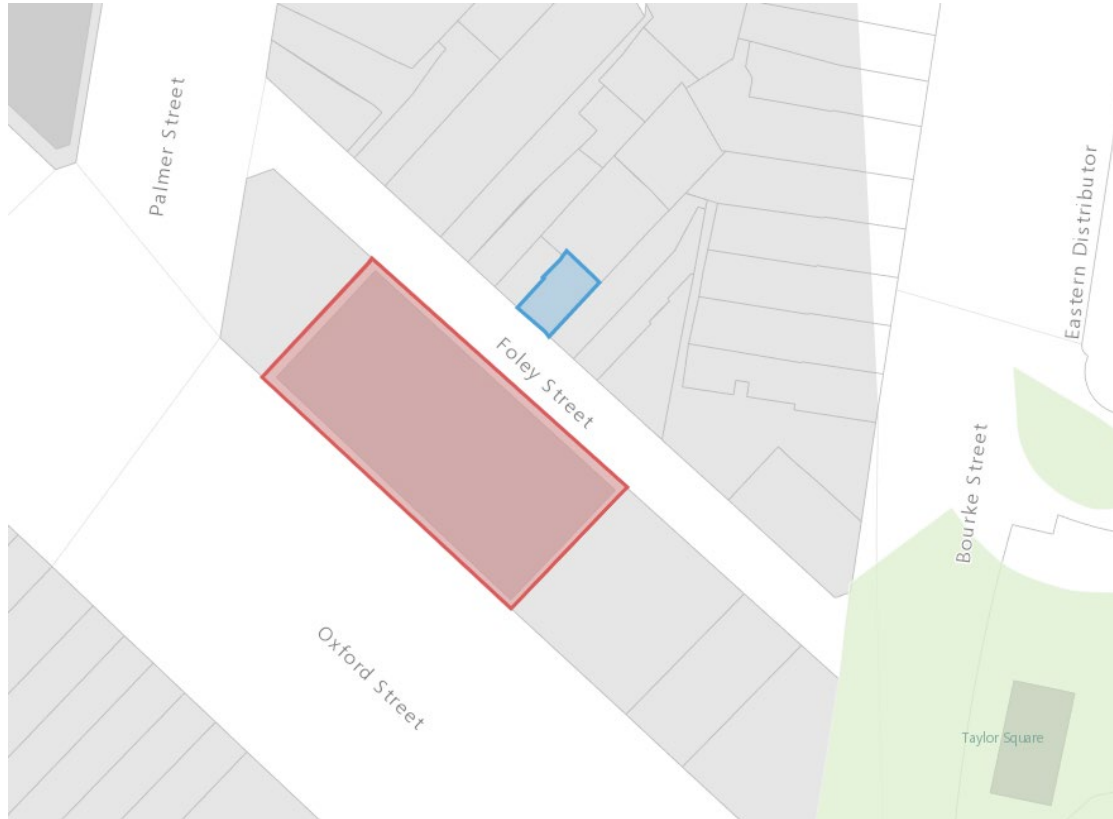 Palmer Street
Eastern Distributor
Foley Street
Bourke Street
Oxford Street
Taylor Square